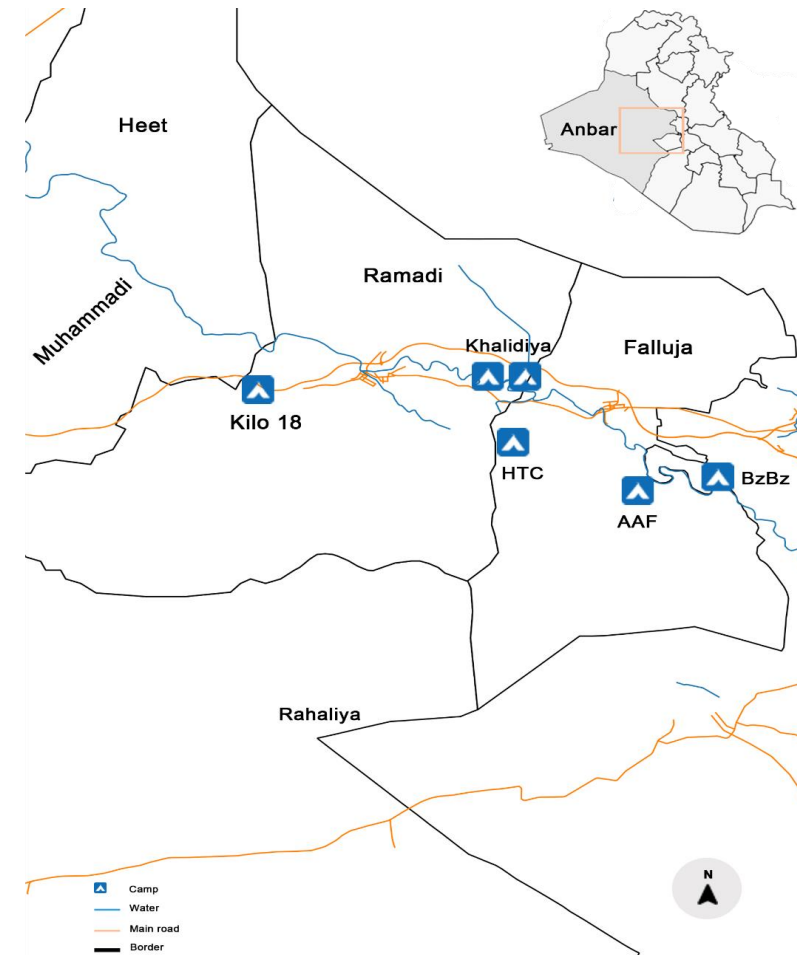 Heet
Anbar
Ramadi
Muhammadi
Khalidiya
Falluja
Kilo 18
HTC
BzBz
AAF
Rahaliya
N
Camp
Water
Main road
Border